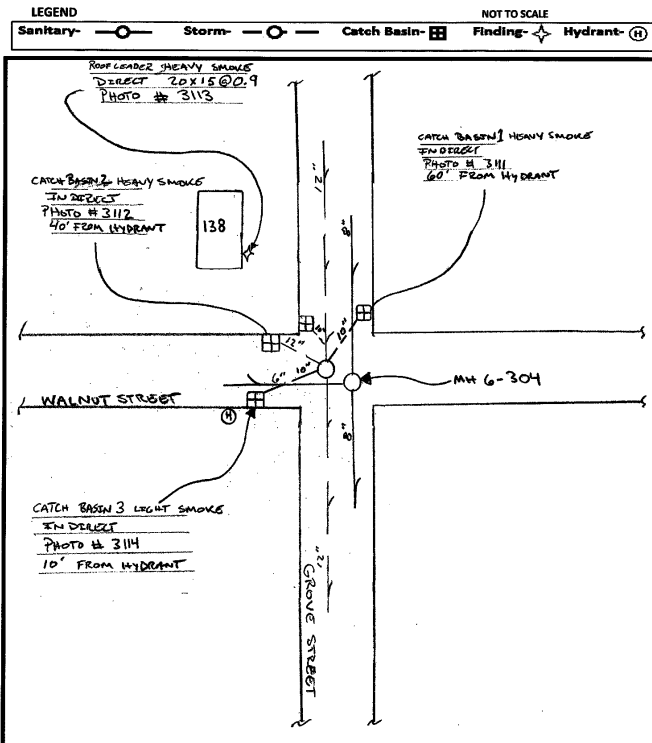 LEGEND
NOT TO SCALE
Sanitary-
Storm-
Catch Basin-
Finding-
Hydrant- H
ROOF LEADER HEAVY SMOKE
DIRECT 20x15@0.9
PHOTO # 3113
CATCH BASIN 1 HEAVY SMOKE
INDIRECT
PHOTO # 3111
60' FROM HYDRANT
CATCH BASIN 2 HEAVY SMOKE
INDIRECT
PHOTO # 3112
40' FROM HYDRANT
138
12"
8"
12"
10"
6"
10"
MH 6-304
WALNUT STREET
H
8"
CATCH BASIN 3 LIGHT SMOKE
INDIRECT
PHOTO # 3114
10' FROM HYDRANT
12"
GROVE STREET